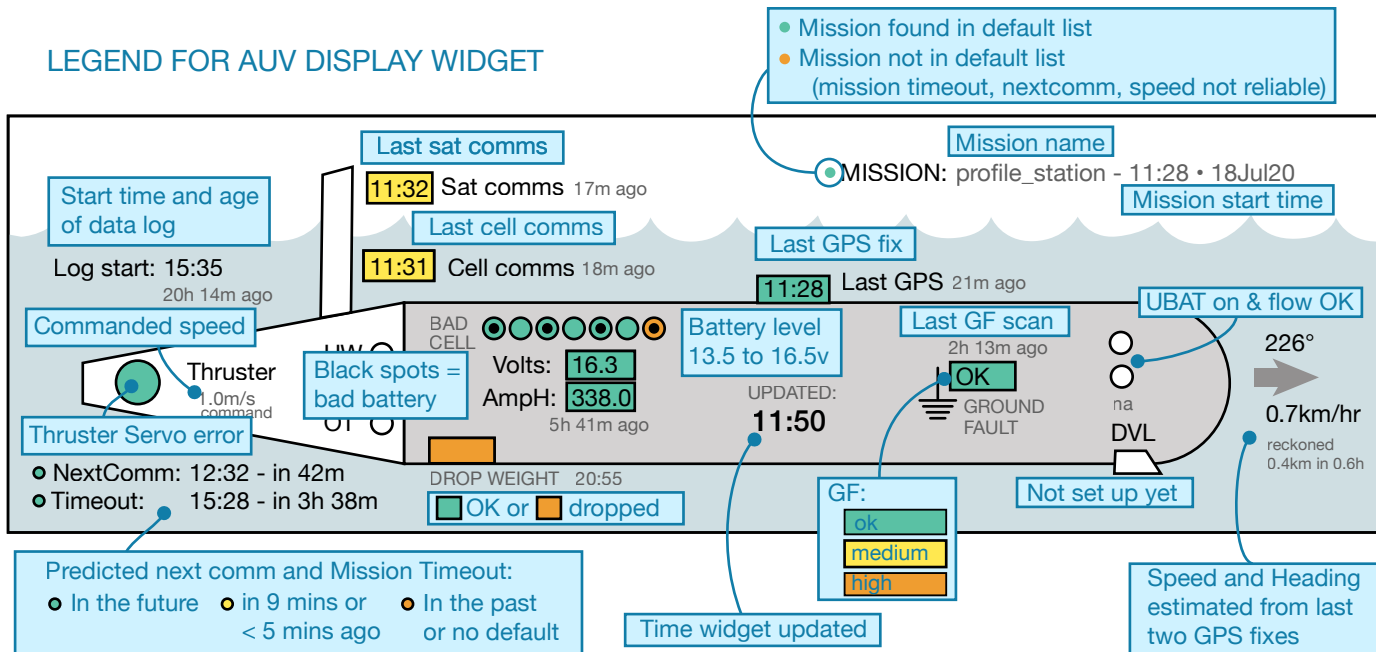 LEGEND FOR AUV DISPLAY WIDGET
Mission found in default list
Mission not in default list
(mission timeout, nextcomm, speed not reliable)
Last sat comms
11:32 Sat comms 17m ago
Mission name
MISSION: profile_station - 11:28 • 18Jul20
Mission start time
Start time and age
of data log
Log start: 15:35
20h 14m ago
Last cell comms
11:31 Cell comms 18m ago
Last GPS fix
11:28 Last GPS 21m ago
Commanded speed
Thruster
1.0m/s
command
Thruster Servo error
Black spots =
bad battery
BAD
CELL
Volts: 16.3
AmpH: 338.0
5h 41m ago
Battery level
13.5 to 16.5v
UPDATED:
11:50
Last GF scan
2h 13m ago
OK
GROUND
FAULT
UBAT on & flow OK
na
DVL
Not set up yet
226°
0.7km/hr
reckoned
0.4km in 0.6h
NextComm: 12:32 - in 42m
Timeout: 15:28 - in 3h 38m
DROP WEIGHT 20:55
OK or dropped
GF:
ok
medium
high
Predicted next comm and Mission Timeout:
In the future
in 9 mins or
< 5 mins ago
In the past
or no default
Time widget updated
Speed and Heading
estimated from last
two GPS fixes